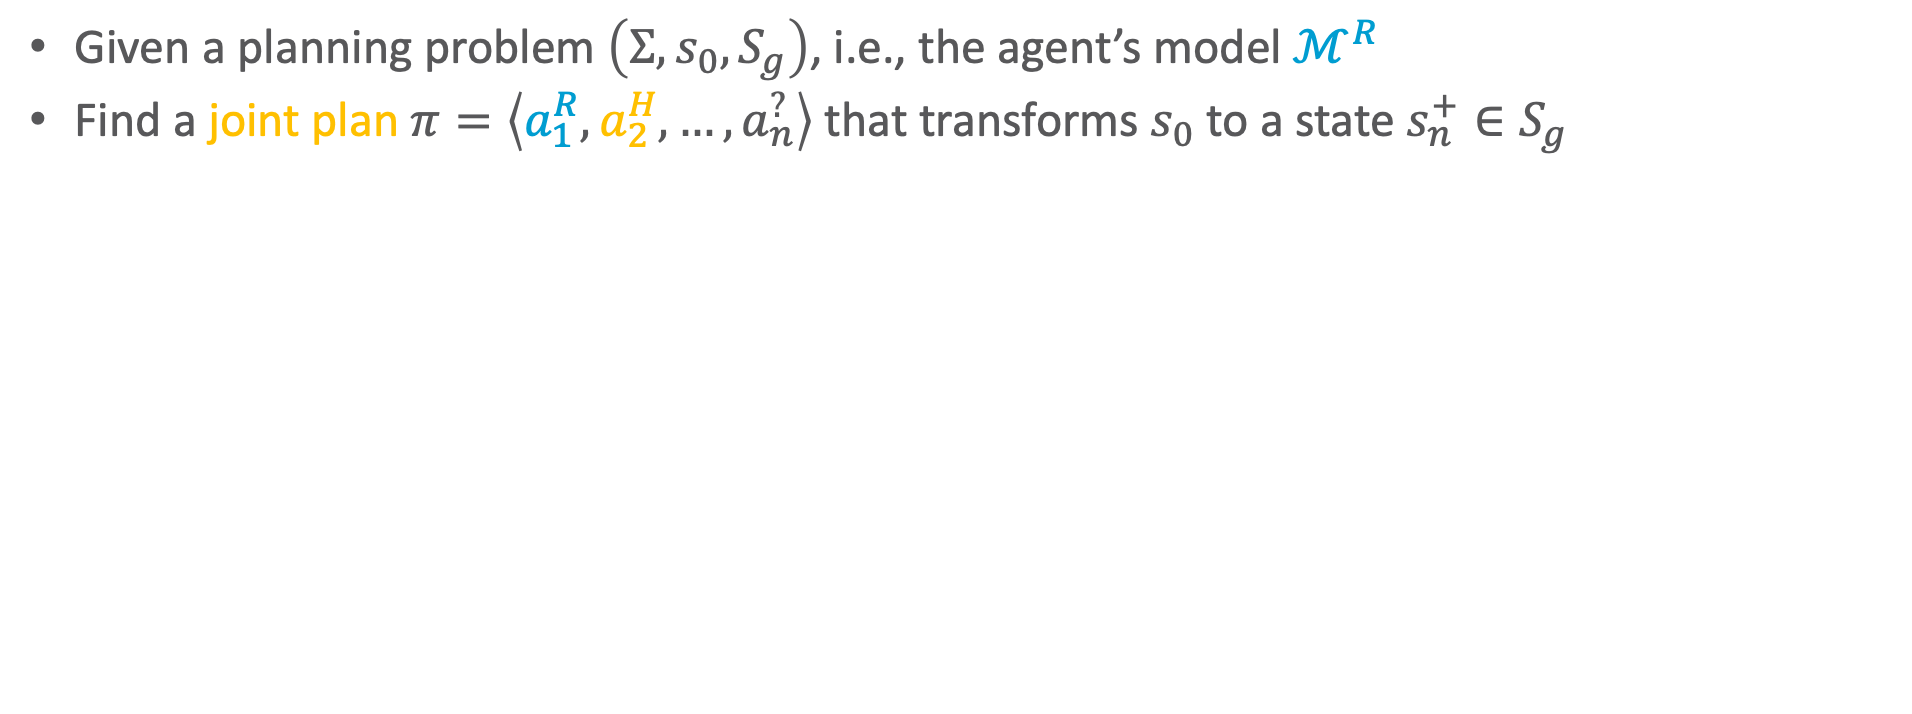 • Given a planning problem (Σ, s₀, S_g), i.e., the agent’s model ℳ^R
• Find a joint plan π = ⟨a₁^R, a₂^H, … , a_n^?⟩ that transforms s₀ to a state s_n^+ ∈ S_g